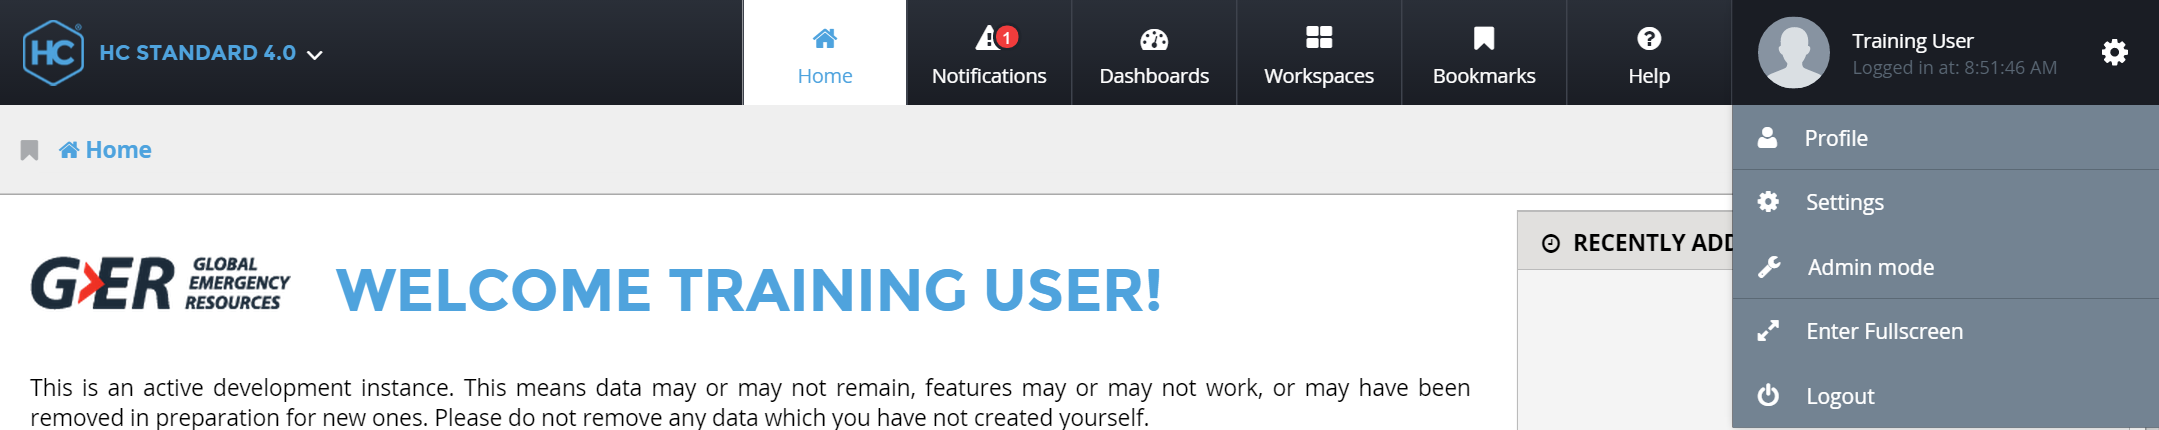 HC®
HC STANDARD 4.0
Home
1
Notifications
Dashboards
Workspaces
Bookmarks
? Help
Training User
Logged in at: 8:51:46 AM
Home
Profile
Settings
Admin mode
Enter Fullscreen
Logout
RECENTLY ADD
GER GLOBAL
EMERGENCY
RESOURCES
WELCOME TRAINING USER!
This is an active development instance. This means data may or may not remain, features may or may not work, or may have been
removed in preparation for new ones. Please do not remove any data which you have not created yourself.